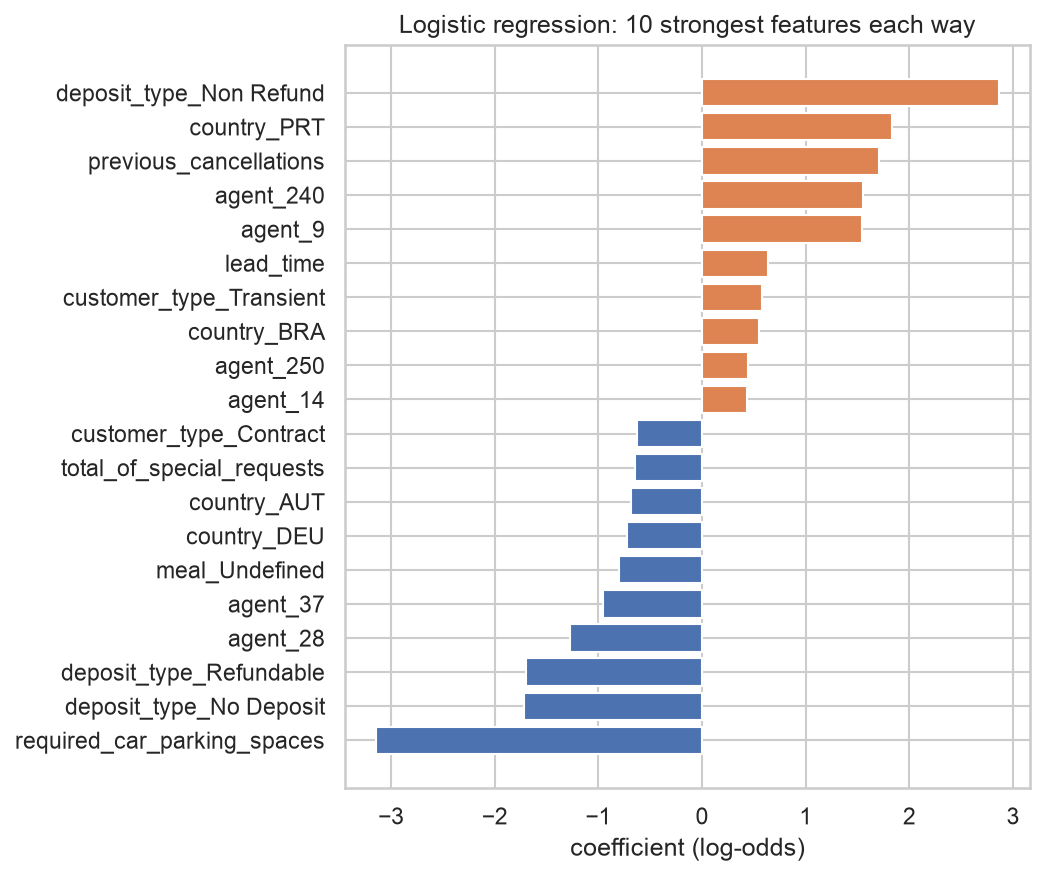 Logistic regression: 10 strongest features each way
deposit_type_Non Refund
country_PRT
previous_cancellations
agent_240
agent_9
lead_time
customer_type_Transient
country_BRA
agent_250
agent_14
customer_type_Contract
total_of_special_requests
country_AUT
country_DEU
meal_Undefined
agent_37
agent_28
deposit_type_Refundable
deposit_type_No Deposit
required_car_parking_spaces
−3 −2 −1 0 1 2 3
coefficient (log-odds)